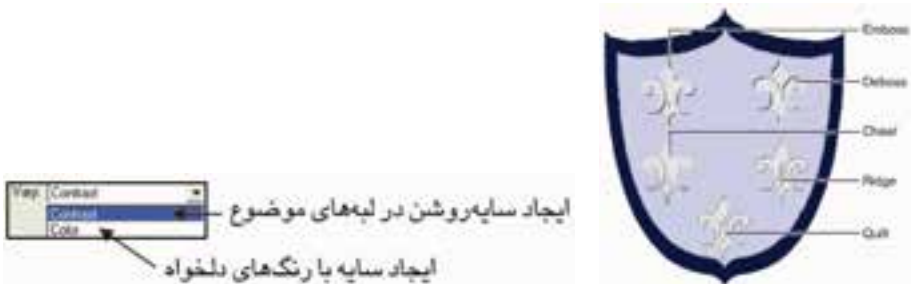 Emboss
Deboss
Chisel
Ridge
Quilt
Contrast
Contrast
Color
ایجاد سایه‌روشن در لبه‌های موضوع
ایجاد سایه با رنگ‌های دلخواه